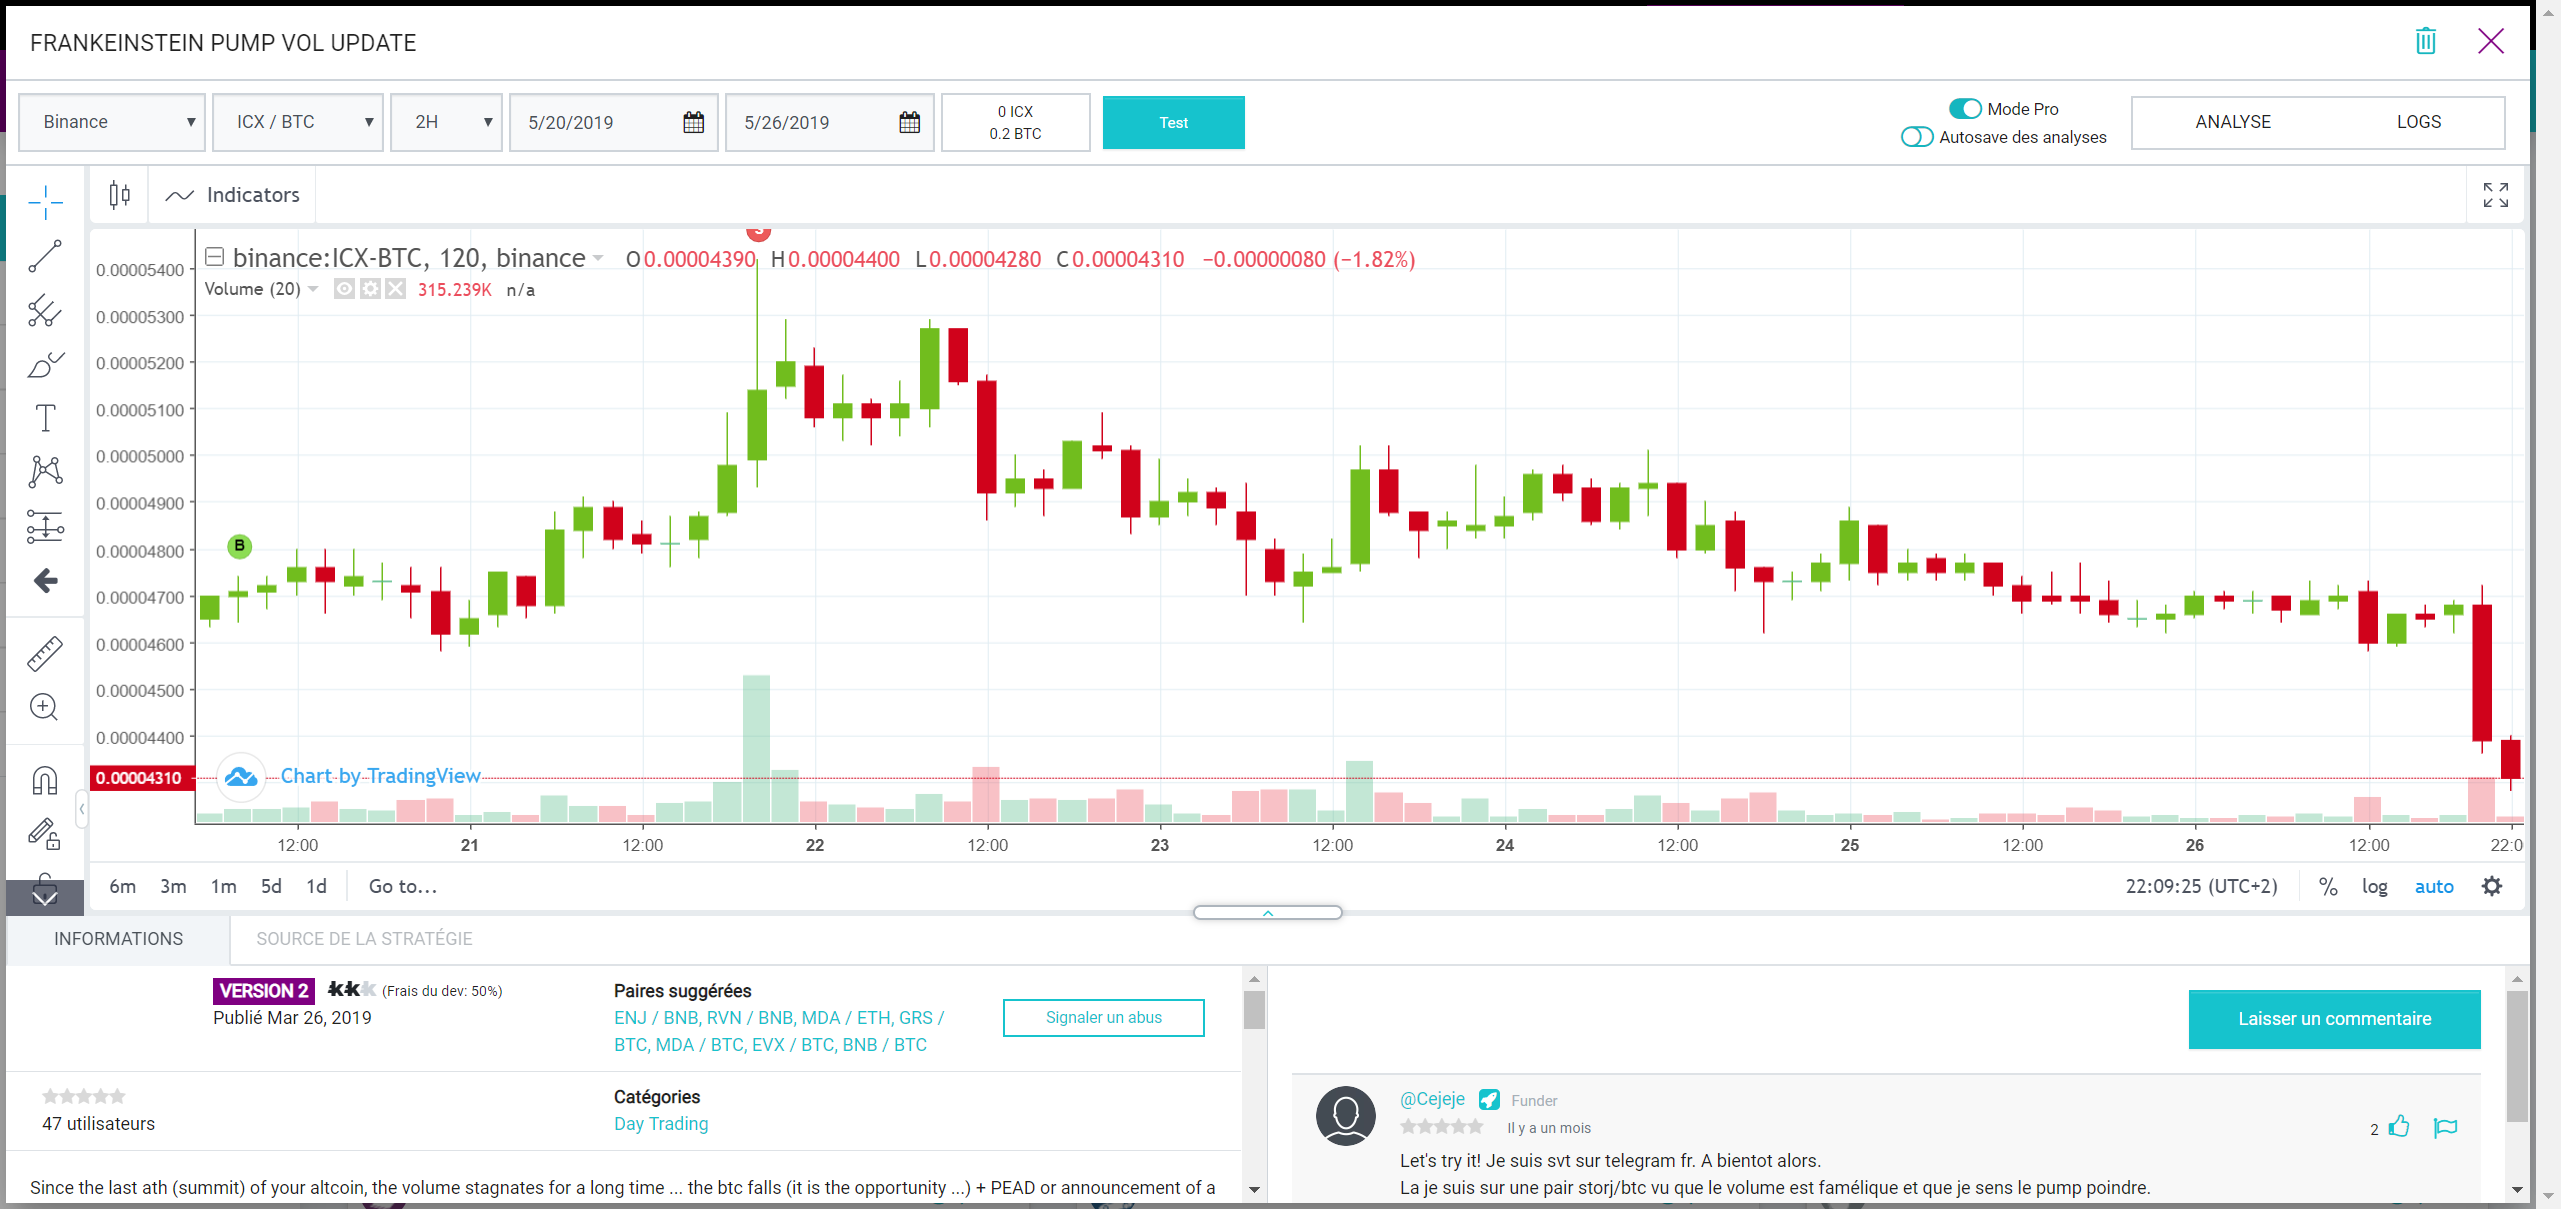 FRANKEINSTEIN PUMP VOL UPDATE
Binance
ICX / BTC
2H
5/20/2019
5/26/2019
0 ICX
0.2 BTC
Test
Mode Pro
Autosave des analyses
ANALYSE
LOGS
Indicators
binance:ICX-BTC, 120, binance O 0.00004390 H 0.00004400 L 0.00004280 C 0.00004310 −0.00000080 (−1.82%)
Volume (20) 315.239K n/a
B
0.00005400
0.00005300
0.00005200
0.00005100
0.00005000
0.00004900
0.00004800
0.00004700
0.00004600
0.00004500
0.00004400
0.00004310
Chart by TradingView
12:00 21 12:00 22 12:00 23 12:00 24 12:00 25 12:00 26 12:00 22:0
6m 3m 1m 5d 1d Go to...
22:09:25 (UTC+2) % log auto
INFORMATIONS
SOURCE DE LA STRATÉGIE
VERSION 2 (Frais du dev: 50%)
Publié Mar 26, 2019
Paires suggérées
ENJ / BNB, RVN / BNB, MDA / ETH, GRS /
BTC, MDA / BTC, EVX / BTC, BNB / BTC
Signaler un abus
47 utilisateurs
Catégories
Day Trading
Since the last ath (summit) of your altcoin, the volume stagnates for a long time ... the btc falls (it is the opportunity ...) + PEAD or announcement of a
Laisser un commentaire
@Cejeje Funder
Il y a un mois
2
Let's try it! Je suis svt sur telegram fr. A bientot alors.
La je suis sur une pair storj/btc vu que le volume est famélique et que je sens le pump poindre.